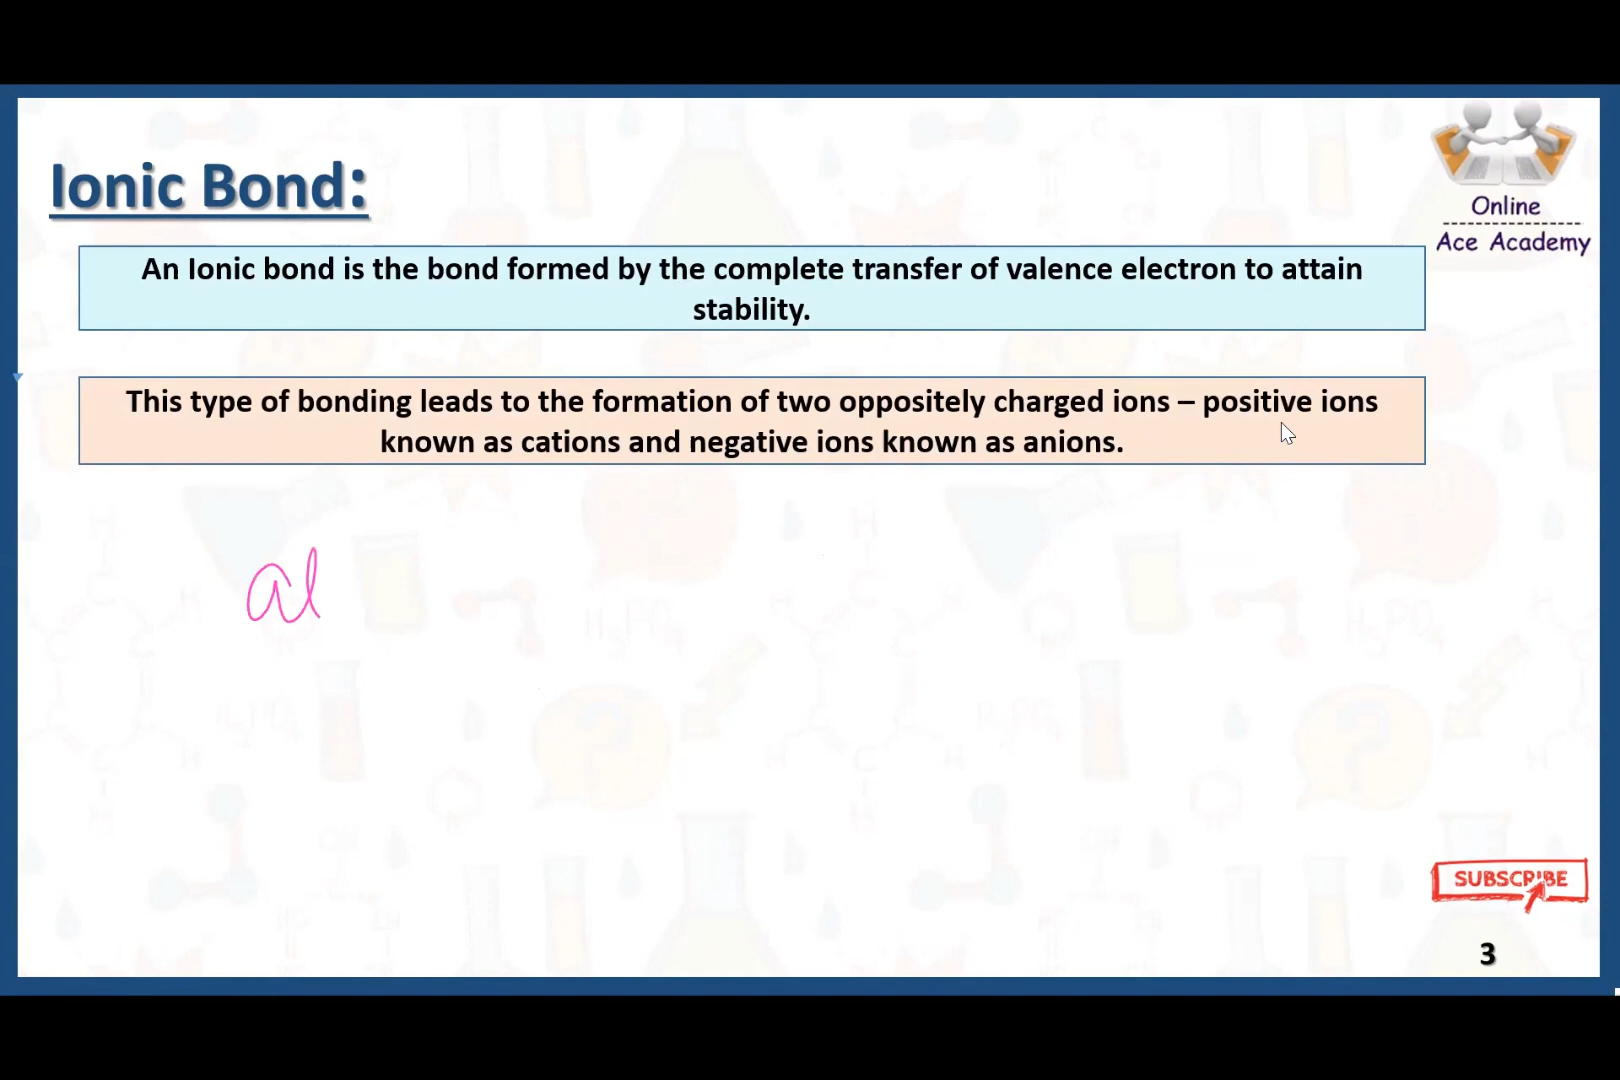 Ionic Bond:
Online
Ace Academy
An Ionic bond is the bond formed by the complete transfer of valence electron to attain
stability.
This type of bonding leads to the formation of two oppositely charged ions – positive ions
known as cations and negative ions known as anions.
al
SUBSCRIBE
3